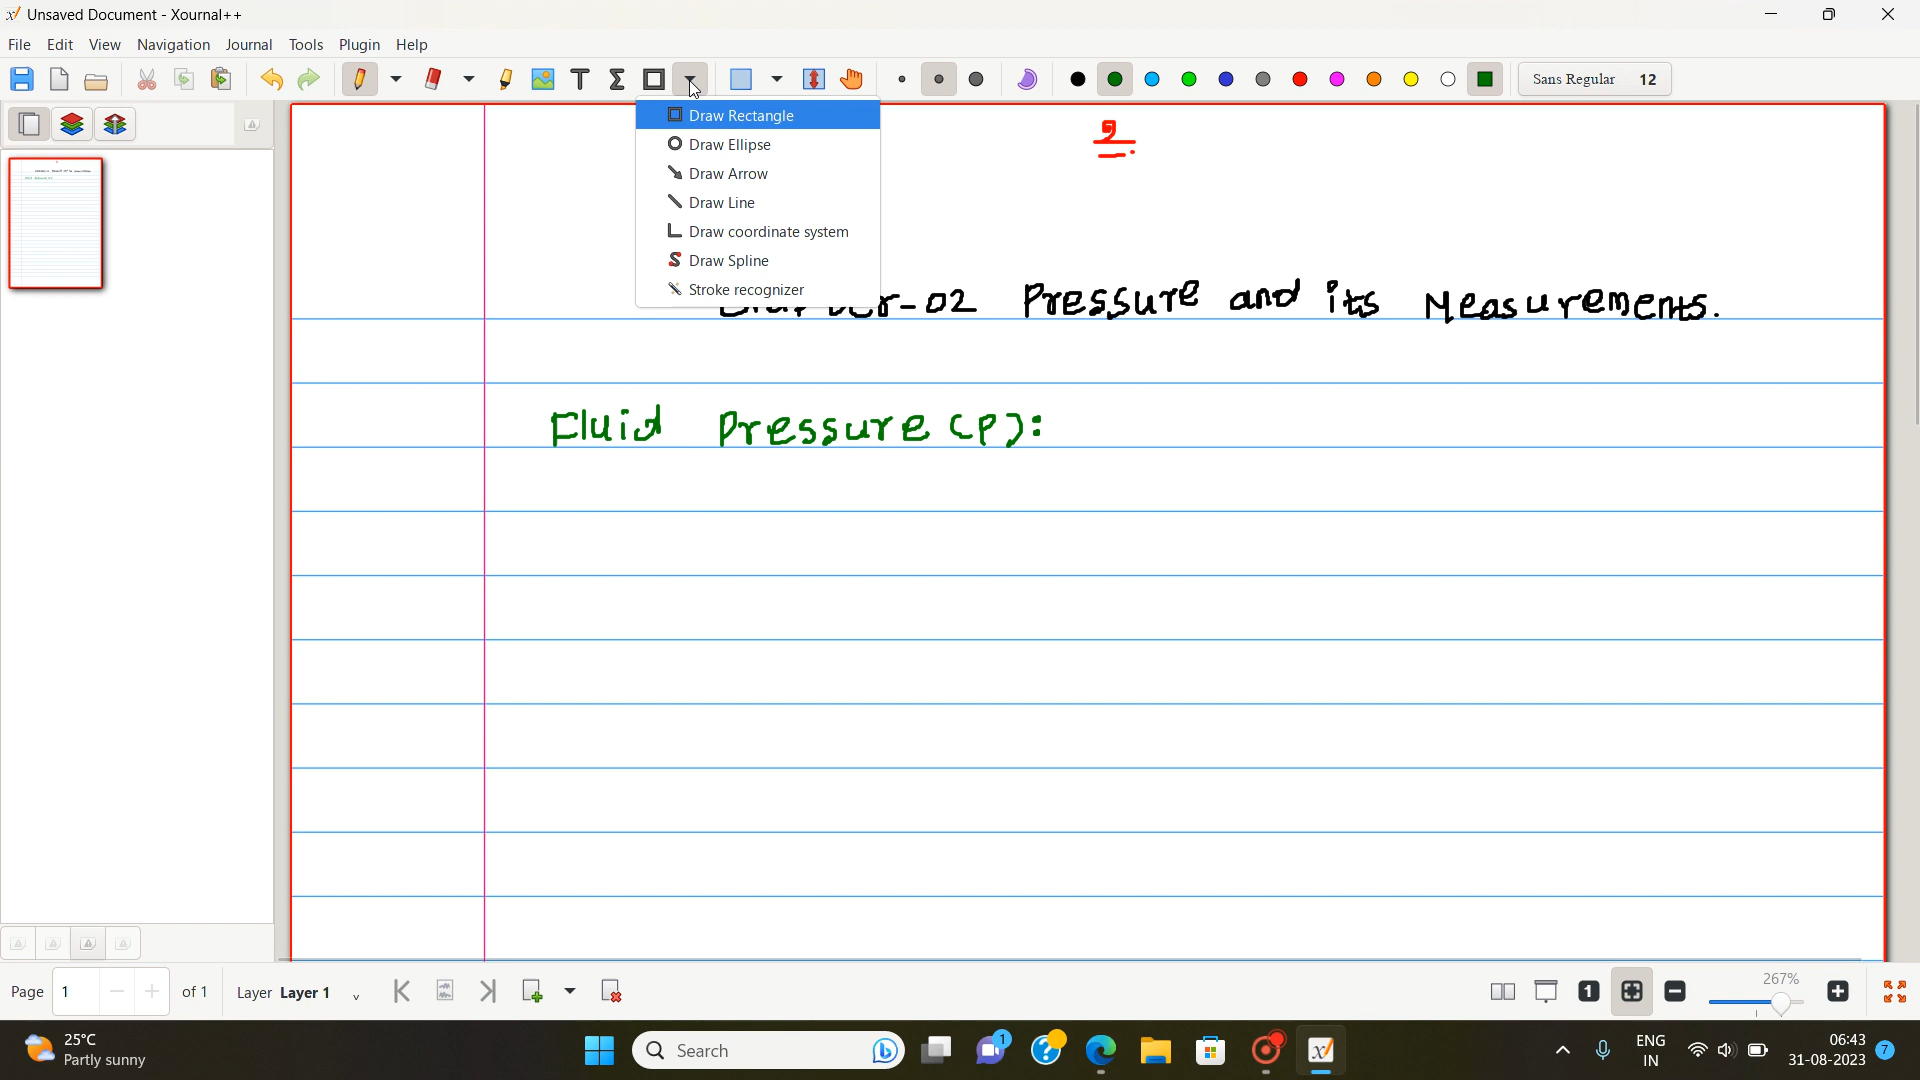 Unsaved Document - Xournal++
File Edit View Navigation Journal Tools Plugin Help
Sans Regular 12
Draw Rectangle
Draw Ellipse
Draw Arrow
Draw Line
Draw coordinate system
Draw Spline
Stroke recognizer
-02 Pressure and its Measurements.
Fluid Pressure (P):
Page 1 of 1 Layer Layer 1
1
267%
25°C
Partly sunny
Search
1
ENG
IN
06:43
31-08-2023
7